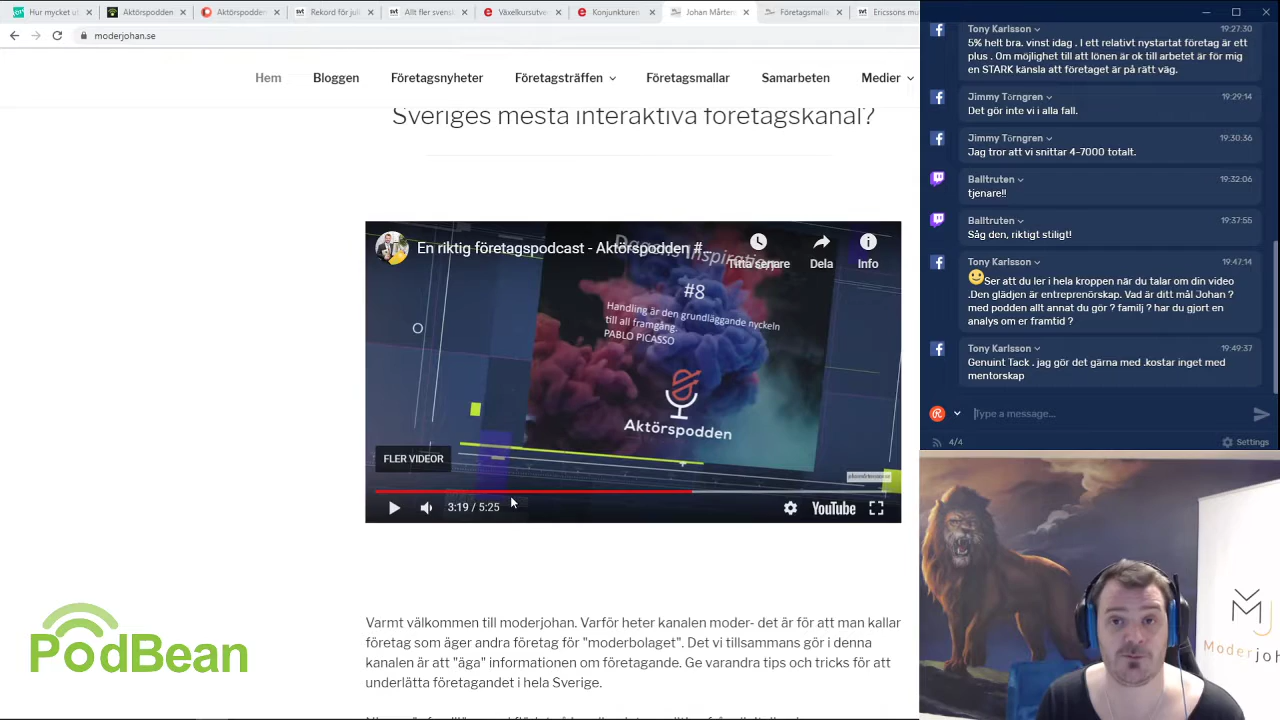 Hur mycket ut
Aktörspodden
Aktörspodden
Rekord för jul
Allt fler svensk
Växelkursutve
Konjunkturen
Johan Mårten
Företagsmalla
Ericssons mu
moderjohan.se
Hem Bloggen Företagsnyheter Företagsträffen Företagsmallar Samarbeten Medier
Sveriges mesta interaktiva företagskanal?
En riktig företagspodcast - Aktörspodden #...
Titta senare Dela Info
Dagens Inspiration
#8
Handling är den grundläggande nyckeln
till all framgång.
PABLO PICASSO
Aktörspodden
FLER VIDEOR
3:19 / 5:25
YouTube
PodBean
Varmt välkommen till moderjohan. Varför heter kanalen moder- det är för att man kallar
företag som äger andra företag för "moderbolaget". Det vi tillsammans gör i denna
kanalen är att "äga" informationen om företagande. Ge varandra tips och tricks för att
underlätta företagandet i hela Sverige.
Tony Karlsson 19:27:30
5% helt bra. vinst idag . I ett relativt nystartat företag är ett
plus . Om möjlighet till att lönen är ok till arbetet är för mig
en STARK känsla att företaget är på rätt väg.
Jimmy Törngren 19:29:14
Det gör inte vi i alla fall.
Jimmy Törngren 19:30:36
Jag tror att vi snittar 4-7000 totalt.
Balltruten 19:32:06
tjenare!!
Balltruten 19:37:55
Såg den, riktigt stiligt!
Tony Karlsson 19:47:14
Ser att du ler i hela kroppen när du talar om din video
.Den glädjen är entreprenörskap. Vad är ditt mål Johan ?
med podden allt annat du gör ? familj ? har du gjort en
analys om er framtid ?
Tony Karlsson 19:49:37
Genuint Tack . jag gör det gärna med .kostar inget med
mentorskap
Type a message...
4/4 Settings
MJ
Moderjoh